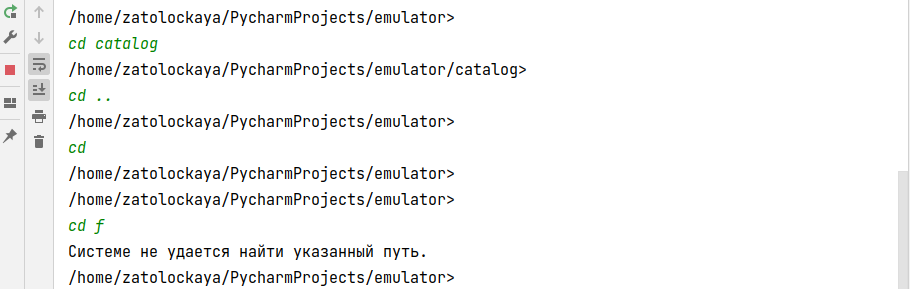 /home/zatolockaya/PycharmProjects/emulator>
cd catalog
/home/zatolockaya/PycharmProjects/emulator/catalog>
cd ..
/home/zatolockaya/PycharmProjects/emulator>
cd
/home/zatolockaya/PycharmProjects/emulator>
/home/zatolockaya/PycharmProjects/emulator>
cd f
Системе не удается найти указанный путь.
/home/zatolockaya/PycharmProjects/emulator>